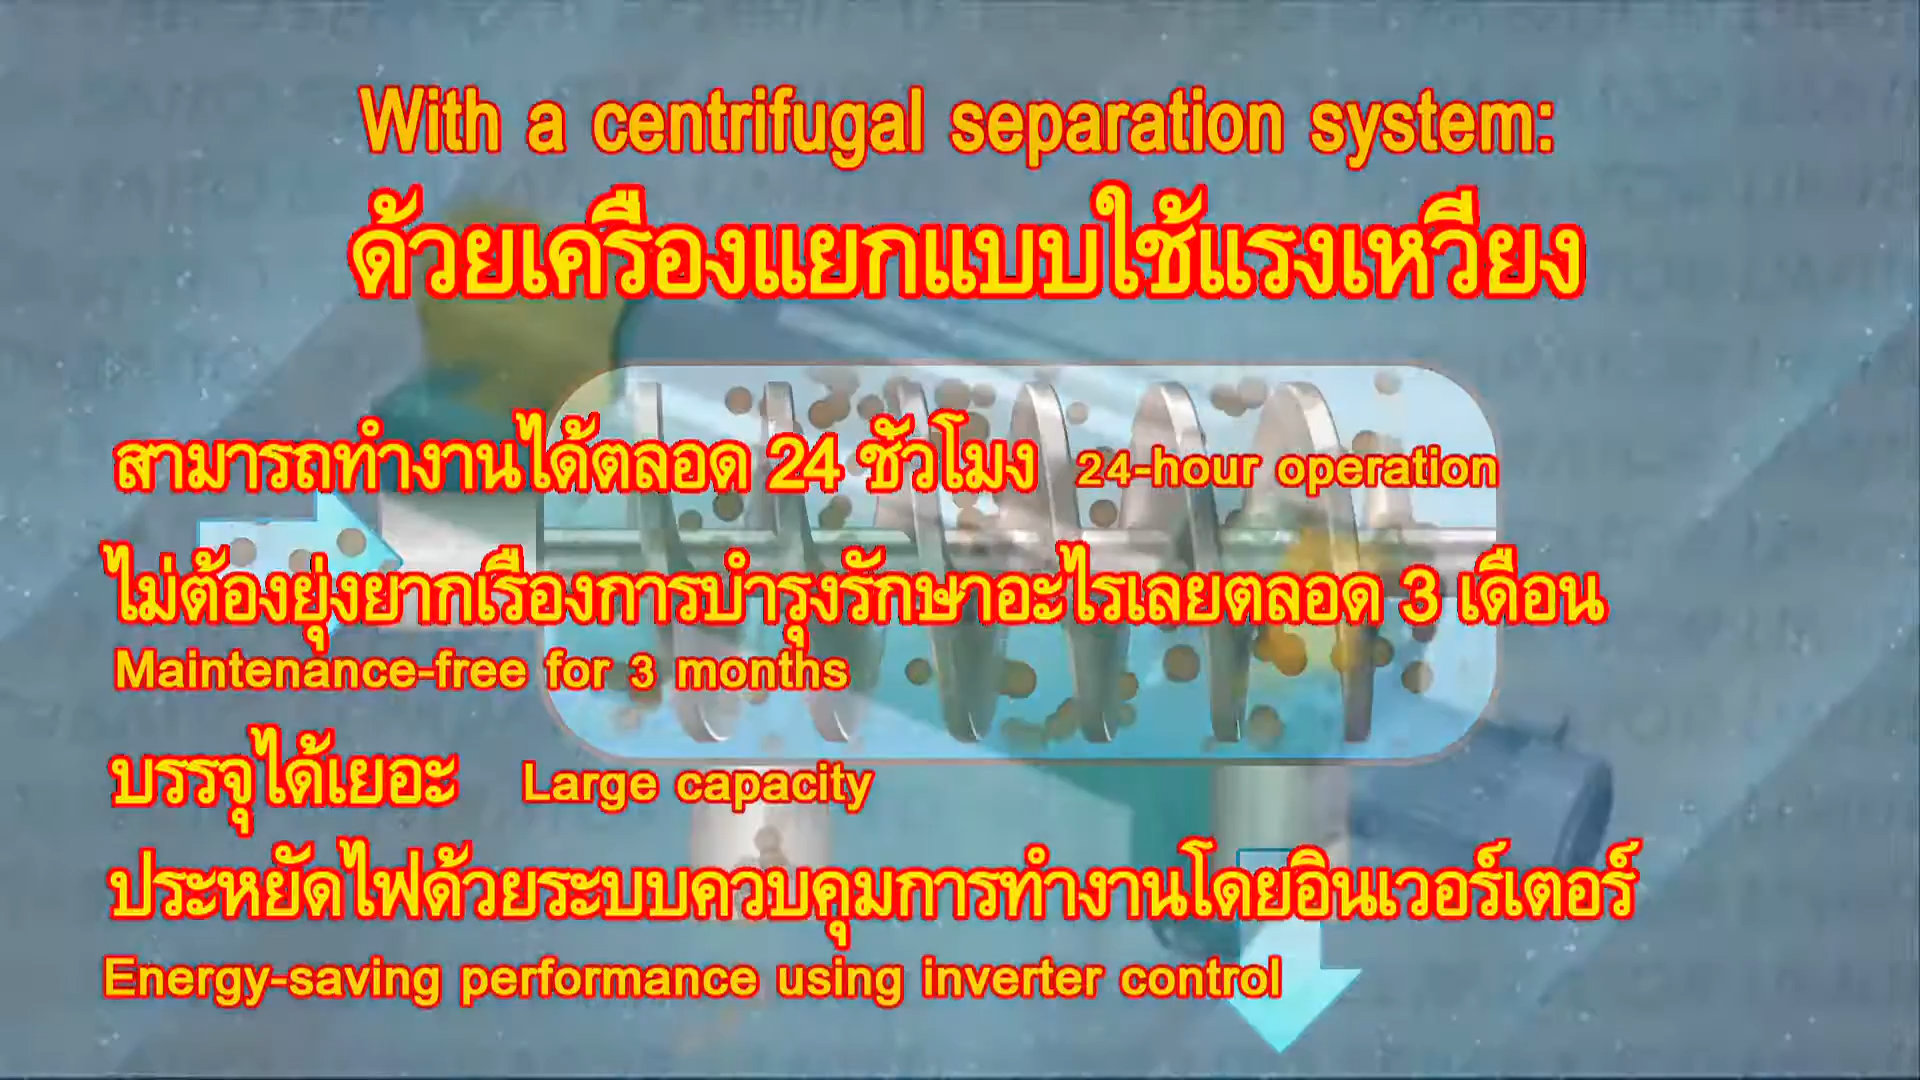 With a centrifugal separation system:
ด้วยเครื่องแยกแบบใช้แรงเหวี่ยง
สามารถทำงานได้ตลอด 24 ชั่วโมง 24-hour operation
ไม่ต้องยุ่งยากเรื่องการบำรุงรักษาอะไรเลยตลอด 3 เดือน
Maintenance-free for 3 months
บรรจุได้เยอะ Large capacity
ประหยัดไฟด้วยระบบควบคุมการทำงานโดยอินเวอร์เตอร์
Energy-saving performance using inverter control